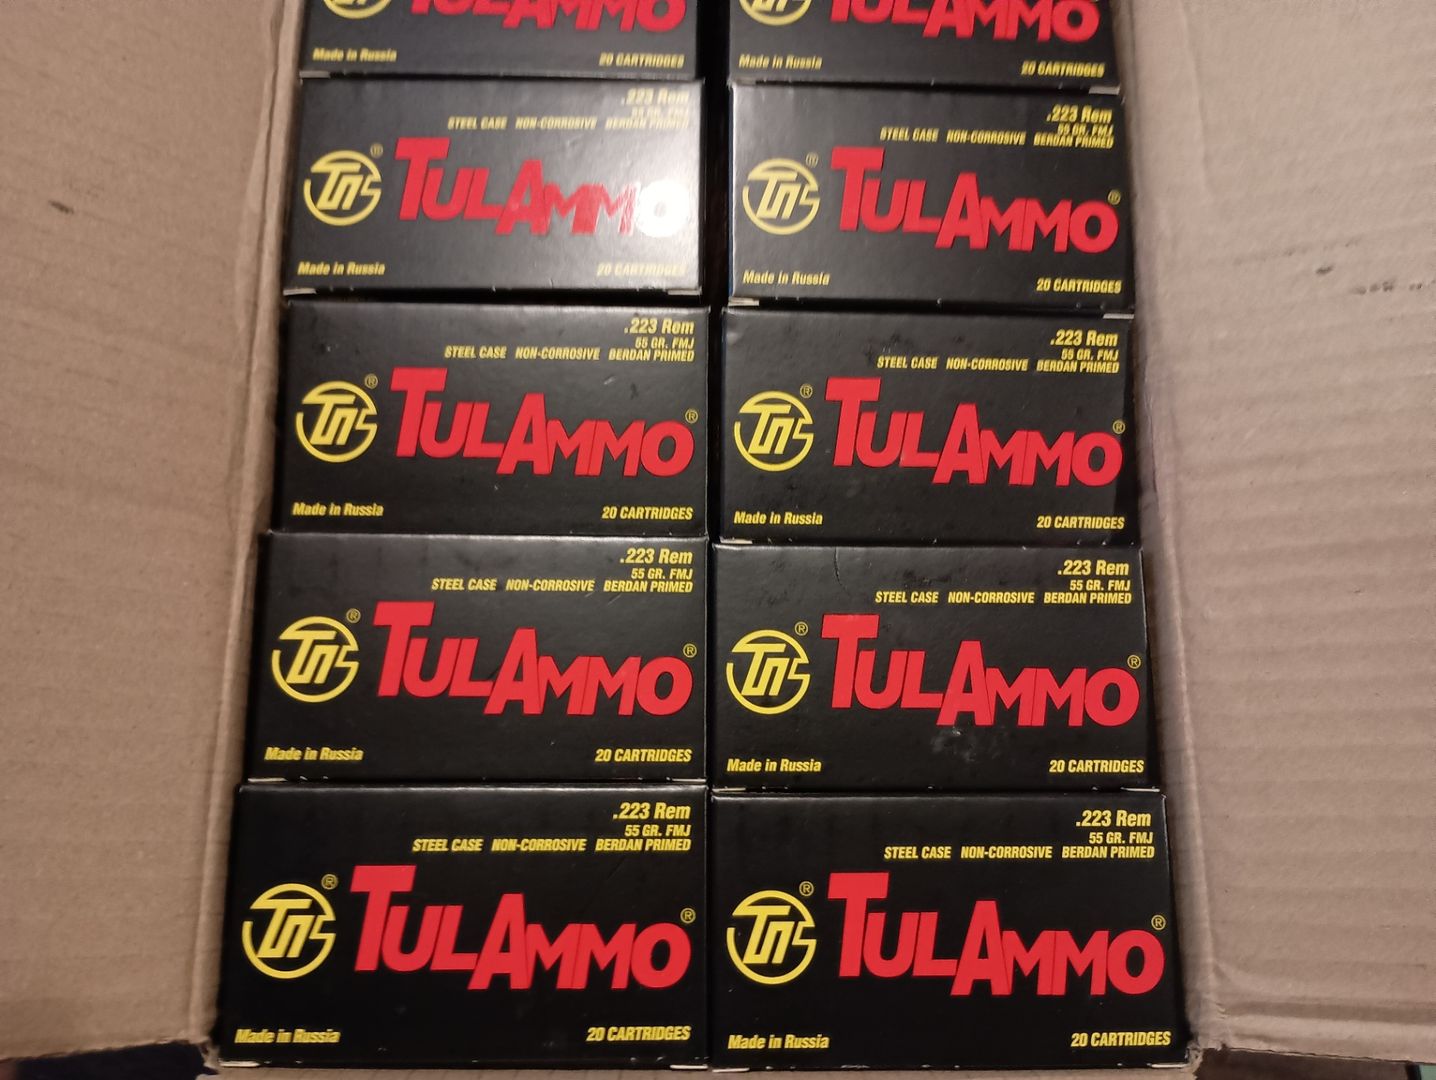 TULAMMO
Made in Russia 20 CARTRIDGES
TULAMMO
Made in Russia 20 CARTRIDGES
.223 Rem
55 GR. FMJ
STEEL CASE NON-CORROSIVE BERDAN PRIMED
® TULAMMO
Made in Russia 20 CARTRIDGES
.223 Rem
55 GR. FMJ
STEEL CASE NON-CORROSIVE BERDAN PRIMED
® TULAMMO ®
Made in Russia 20 CARTRIDGES
.223 Rem
55 GR. FMJ
STEEL CASE NON-CORROSIVE BERDAN PRIMED
® TULAMMO ®
Made in Russia 20 CARTRIDGES
.223 Rem
55 GR. FMJ
STEEL CASE NON-CORROSIVE BERDAN PRIMED
® TULAMMO ®
Made in Russia 20 CARTRIDGES
.223 Rem
55 GR. FMJ
STEEL CASE NON-CORROSIVE BERDAN PRIMED
® TULAMMO ®
Made in Russia 20 CARTRIDGES
.223 Rem
55 GR. FMJ
STEEL CASE NON-CORROSIVE BERDAN PRIMED
® TULAMMO ®
Made in Russia 20 CARTRIDGES
.223 Rem
55 GR. FMJ
STEEL CASE NON-CORROSIVE BERDAN PRIMED
® TULAMMO ®
Made in Russia 20 CARTRIDGES
.223 Rem
55 GR. FMJ
STEEL CASE NON-CORROSIVE BERDAN PRIMED
® TULAMMO ®
Made in Russia 20 CARTRIDGES